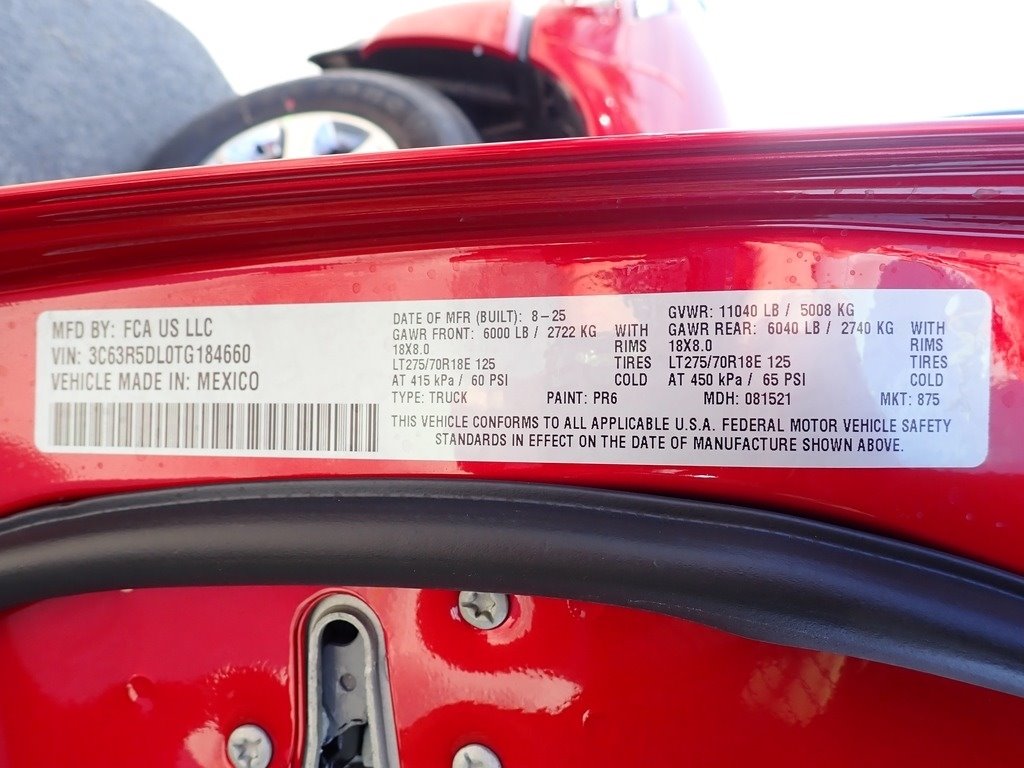 MFD BY: FCA US LLC
VIN: 3C63R5DL0TG184660
VEHICLE MADE IN: MEXICO
DATE OF MFR (BUILT): 8-25
GAWR FRONT: 6000 LB / 2722 KG WITH
18X8.0 RIMS
LT275/70R18E 125 TIRES
AT 415 kPa / 60 PSI COLD
GVWR: 11040 LB / 5008 KG
GAWR REAR: 6040 LB / 2740 KG WITH
18X8.0 RIMS
LT275/70R18E 125 TIRES
AT 450 kPa / 65 PSI COLD
TYPE: TRUCK PAINT: PR6 MDH: 081521 MKT: 875
THIS VEHICLE CONFORMS TO ALL APPLICABLE U.S.A. FEDERAL MOTOR VEHICLE SAFETY
STANDARDS IN EFFECT ON THE DATE OF MANUFACTURE SHOWN ABOVE.